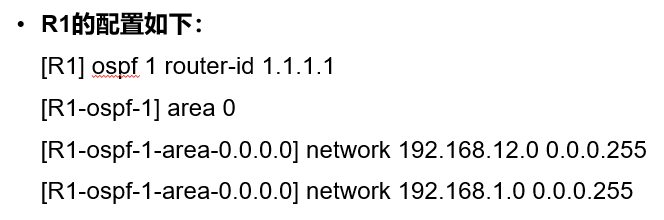 • R1的配置如下：
[R1] ospf 1 router-id 1.1.1.1
[R1-ospf-1] area 0
[R1-ospf-1-area-0.0.0.0] network 192.168.12.0 0.0.0.255
[R1-ospf-1-area-0.0.0.0] network 192.168.1.0 0.0.0.255